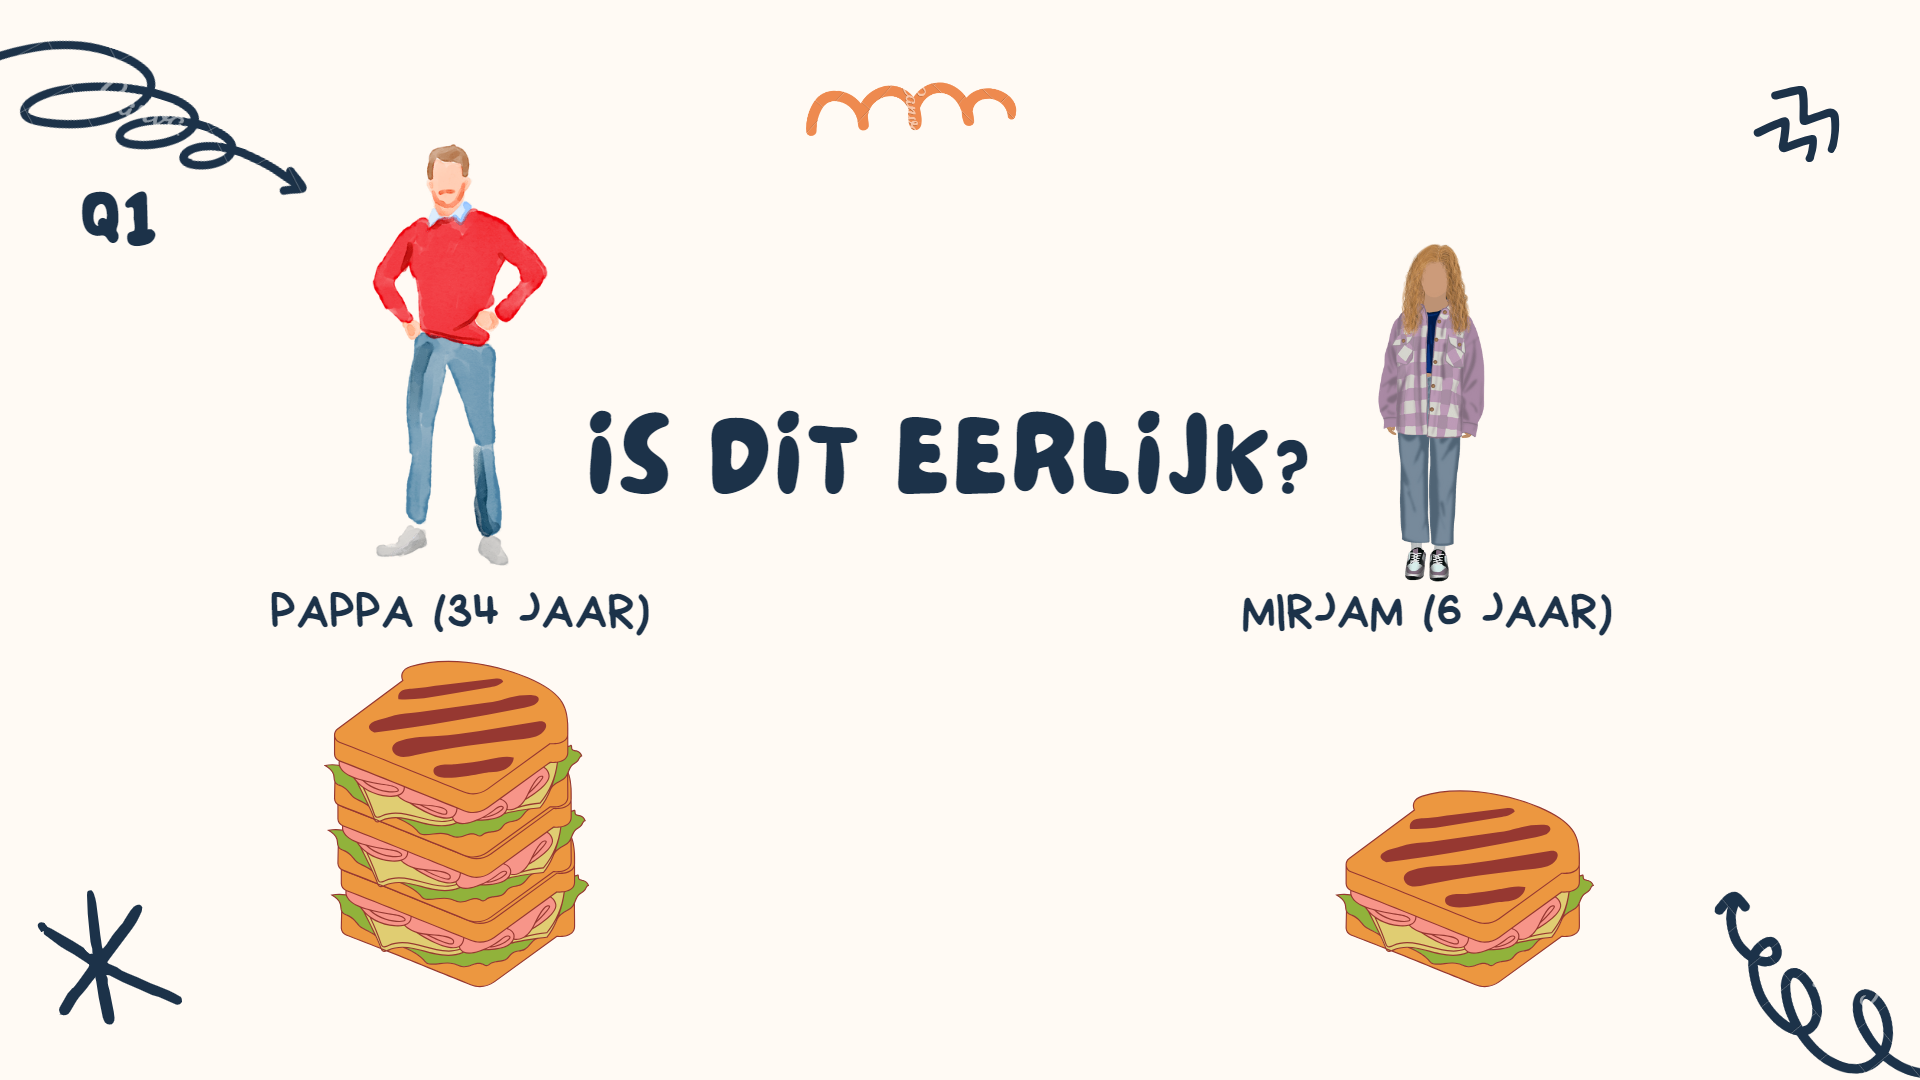 Q1
iS DiT EERLiJK?
PAPPA (34 JAAR)
MIRJAM (6 JAAR)